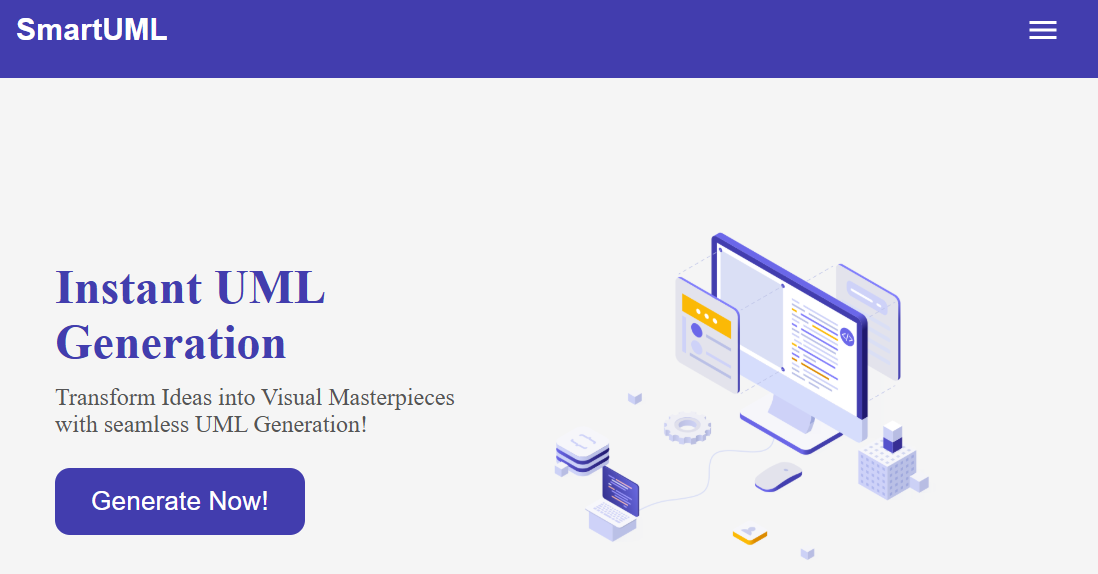 SmartUML
Instant UML
Generation
Transform Ideas into Visual Masterpieces
with seamless UML Generation!
Generate Now!